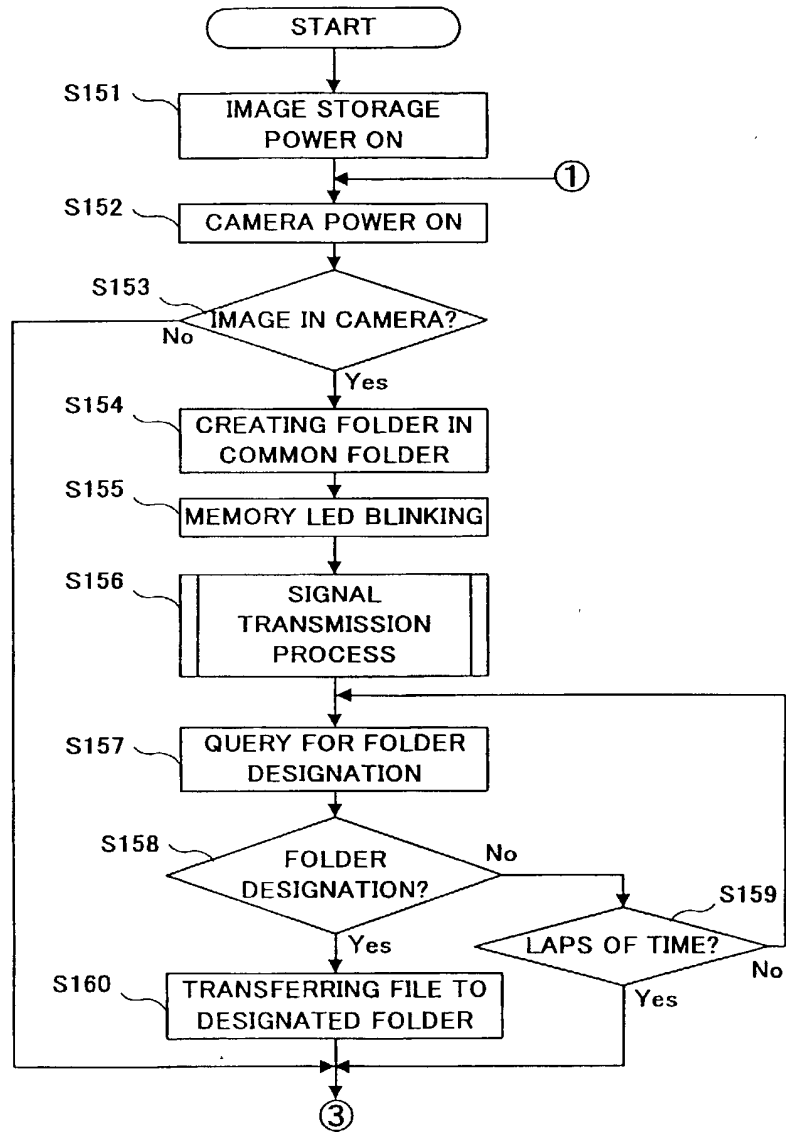 START
S151
IMAGE STORAGE
POWER ON
①
S152
CAMERA POWER ON
S153
IMAGE IN CAMERA?
No
Yes
S154
CREATING FOLDER IN
COMMON FOLDER
S155
MEMORY LED BLINKING
S156
SIGNAL
TRANSMISSION
PROCESS
S157
QUERY FOR FOLDER
DESIGNATION
S158
FOLDER
DESIGNATION?
No
Yes
S159
LAPS OF TIME?
No
Yes
S160
TRANSFERRING FILE TO
DESIGNATED FOLDER
③